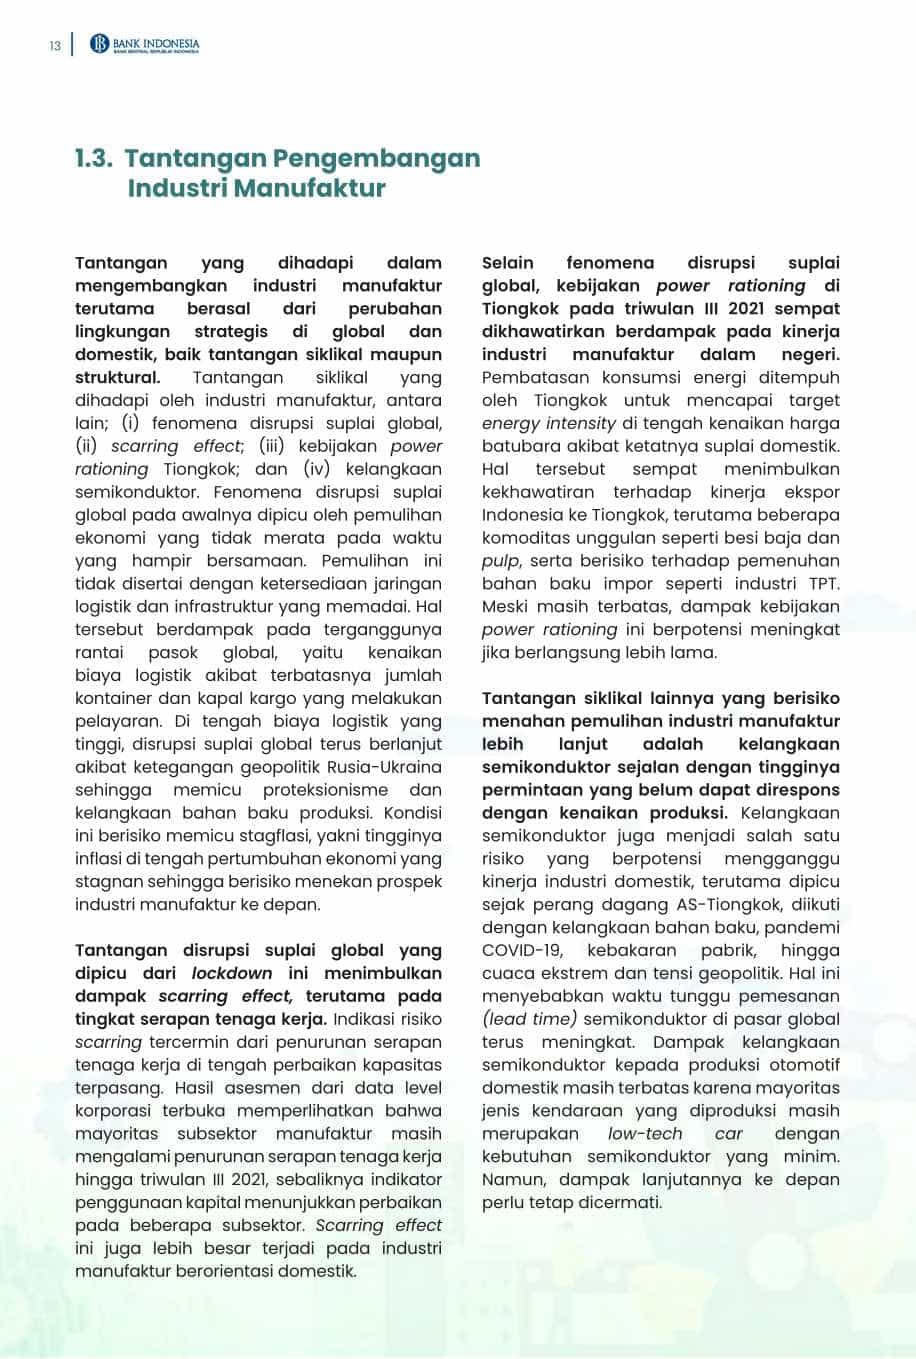 13
BANK INDONESIA
BANK SENTRAL REPUBLIK INDONESIA
1.3. Tantangan Pengembangan
Industri Manufaktur
Tantangan yang dihadapi dalam
mengembangkan industri manufaktur
terutama berasal dari perubahan
lingkungan strategis di global dan
domestik, baik tantangan siklikal maupun
struktural. Tantangan siklikal yang
dihadapi oleh industri manufaktur, antara
lain; (i) fenomena disrupsi suplai global,
(ii) scarring effect; (iii) kebijakan power
rationing Tiongkok; dan (iv) kelangkaan
semikonduktor. Fenomena disrupsi suplai
global pada awalnya dipicu oleh pemulihan
ekonomi yang tidak merata pada waktu
yang hampir bersamaan. Pemulihan ini
tidak disertai dengan ketersediaan jaringan
logistik dan infrastruktur yang memadai. Hal
tersebut berdampak pada terganggunya
rantai pasok global, yaitu kenaikan
biaya logistik akibat terbatasnya jumlah
kontainer dan kapal kargo yang melakukan
pelayaran. Di tengah biaya logistik yang
tinggi, disrupsi suplai global terus berlanjut
akibat ketegangan geopolitik Rusia-Ukraina
sehingga memicu proteksionisme dan
kelangkaan bahan baku produksi. Kondisi
ini berisiko memicu stagflasi, yakni tingginya
inflasi di tengah pertumbuhan ekonomi yang
stagnan sehingga berisiko menekan prospek
industri manufaktur ke depan.
Tantangan disrupsi suplai global yang
dipicu dari lockdown ini menimbulkan
dampak scarring effect, terutama pada
tingkat serapan tenaga kerja. Indikasi risiko
scarring tercermin dari penurunan serapan
tenaga kerja di tengah perbaikan kapasitas
terpasang. Hasil asesmen dari data level
korporasi terbuka memperlihatkan bahwa
mayoritas subsektor manufaktur masih
mengalami penurunan serapan tenaga kerja
hingga triwulan III 2021, sebaliknya indikator
penggunaan kapital menunjukkan perbaikan
pada beberapa subsektor. Scarring effect
ini juga lebih besar terjadi pada industri
manufaktur berorientasi domestik.
Selain fenomena disrupsi suplai
global, kebijakan power rationing di
Tiongkok pada triwulan III 2021 sempat
dikhawatirkan berdampak pada kinerja
industri manufaktur dalam negeri.
Pembatasan konsumsi energi ditempuh
oleh Tiongkok untuk mencapai target
energy intensity di tengah kenaikan harga
batubara akibat ketatnya suplai domestik.
Hal tersebut sempat menimbulkan
kekhawatiran terhadap kinerja ekspor
Indonesia ke Tiongkok, terutama beberapa
komoditas unggulan seperti besi baja dan
pulp, serta berisiko terhadap pemenuhan
bahan baku impor seperti industri TPT.
Meski masih terbatas, dampak kebijakan
power rationing ini berpotensi meningkat
jika berlangsung lebih lama.
Tantangan siklikal lainnya yang berisiko
menahan pemulihan industri manufaktur
lebih lanjut adalah kelangkaan
semikonduktor sejalan dengan tingginya
permintaan yang belum dapat direspons
dengan kenaikan produksi. Kelangkaan
semikonduktor juga menjadi salah satu
risiko yang berpotensi mengganggu
kinerja industri domestik, terutama dipicu
sejak perang dagang AS-Tiongkok, diikuti
dengan kelangkaan bahan baku, pandemi
COVID-19, kebakaran pabrik, hingga
cuaca ekstrem dan tensi geopolitik. Hal ini
menyebabkan waktu tunggu pemesanan
(lead time) semikonduktor di pasar global
terus meningkat. Dampak kelangkaan
semikonduktor kepada produksi otomotif
domestik masih terbatas karena mayoritas
jenis kendaraan yang diproduksi masih
merupakan low-tech car dengan
kebutuhan semikonduktor yang minim.
Namun, dampak lanjutannya ke depan
perlu tetap dicermati.